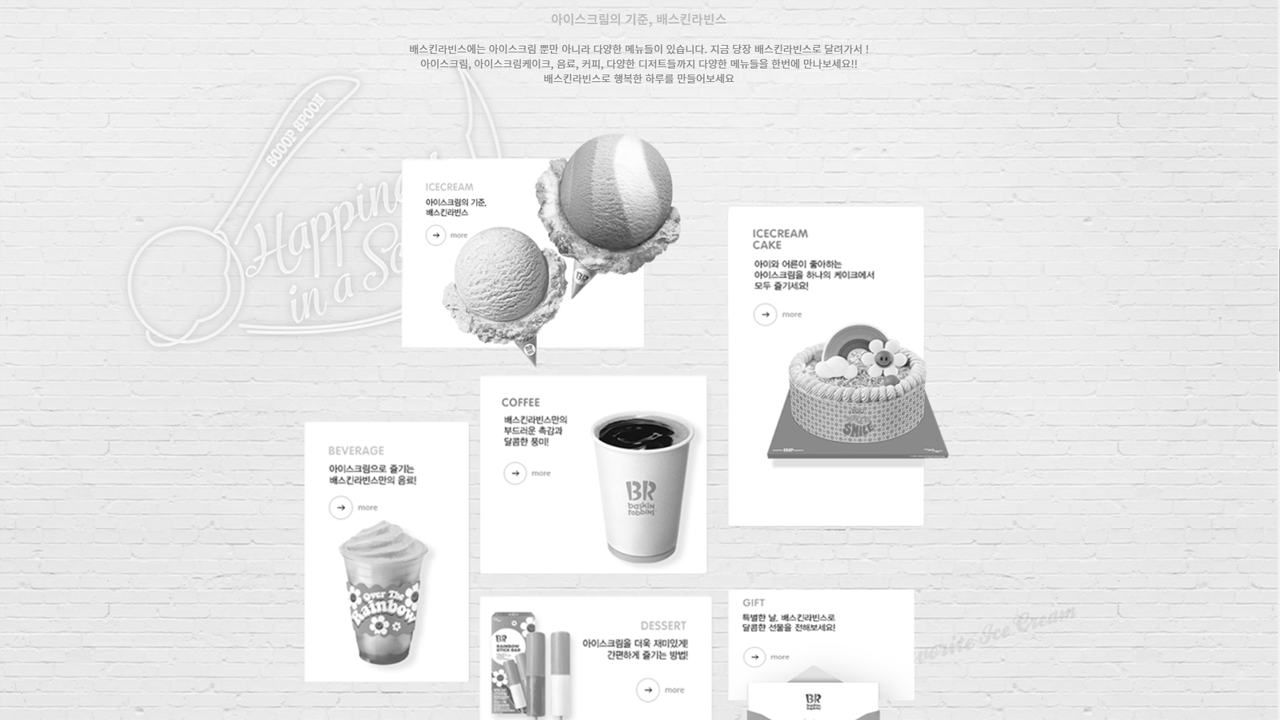 아이스크림의 기준, 배스킨라빈스
배스킨라빈스에는 아이스크림 뿐만 아니라 다양한 메뉴들이 있습니다. 지금 당장 배스킨라빈스로 달려가서 !
아이스크림, 아이스크림케이크, 음료, 커피, 다양한 디저트들까지 다양한 메뉴들을 한번에 만나보세요!!
배스킨라빈스로 행복한 하루를 만들어보세요
SOOOP SPOON
Happine
in a Sc
ICECREAM
아이스크림의 기준,
배스킨라빈스
more
BR
ICECREAM
CAKE
아이와 어른이 좋아하는
아이스크림을 하나의 케이크에서
모두 즐기세요!
more
SMILE
COFFEE
배스킨라빈스만의
부드러운 촉감과
달콤한 풍미!
more
BR
baskin
robbins
BEVERAGE
아이스크림으로 즐기는
배스킨라빈스만의 음료!
more
Over The
Rainbow
DESSERT
아이스크림을 더욱 재미있게!
간편하게 즐기는 방법!
more
BR
RAINBOW
STICK BAR
GIFT
특별한 날, 배스킨라빈스로
달콤한 선물을 전해보세요!
more
BR
baskin
robbins
vorite Ice Cream